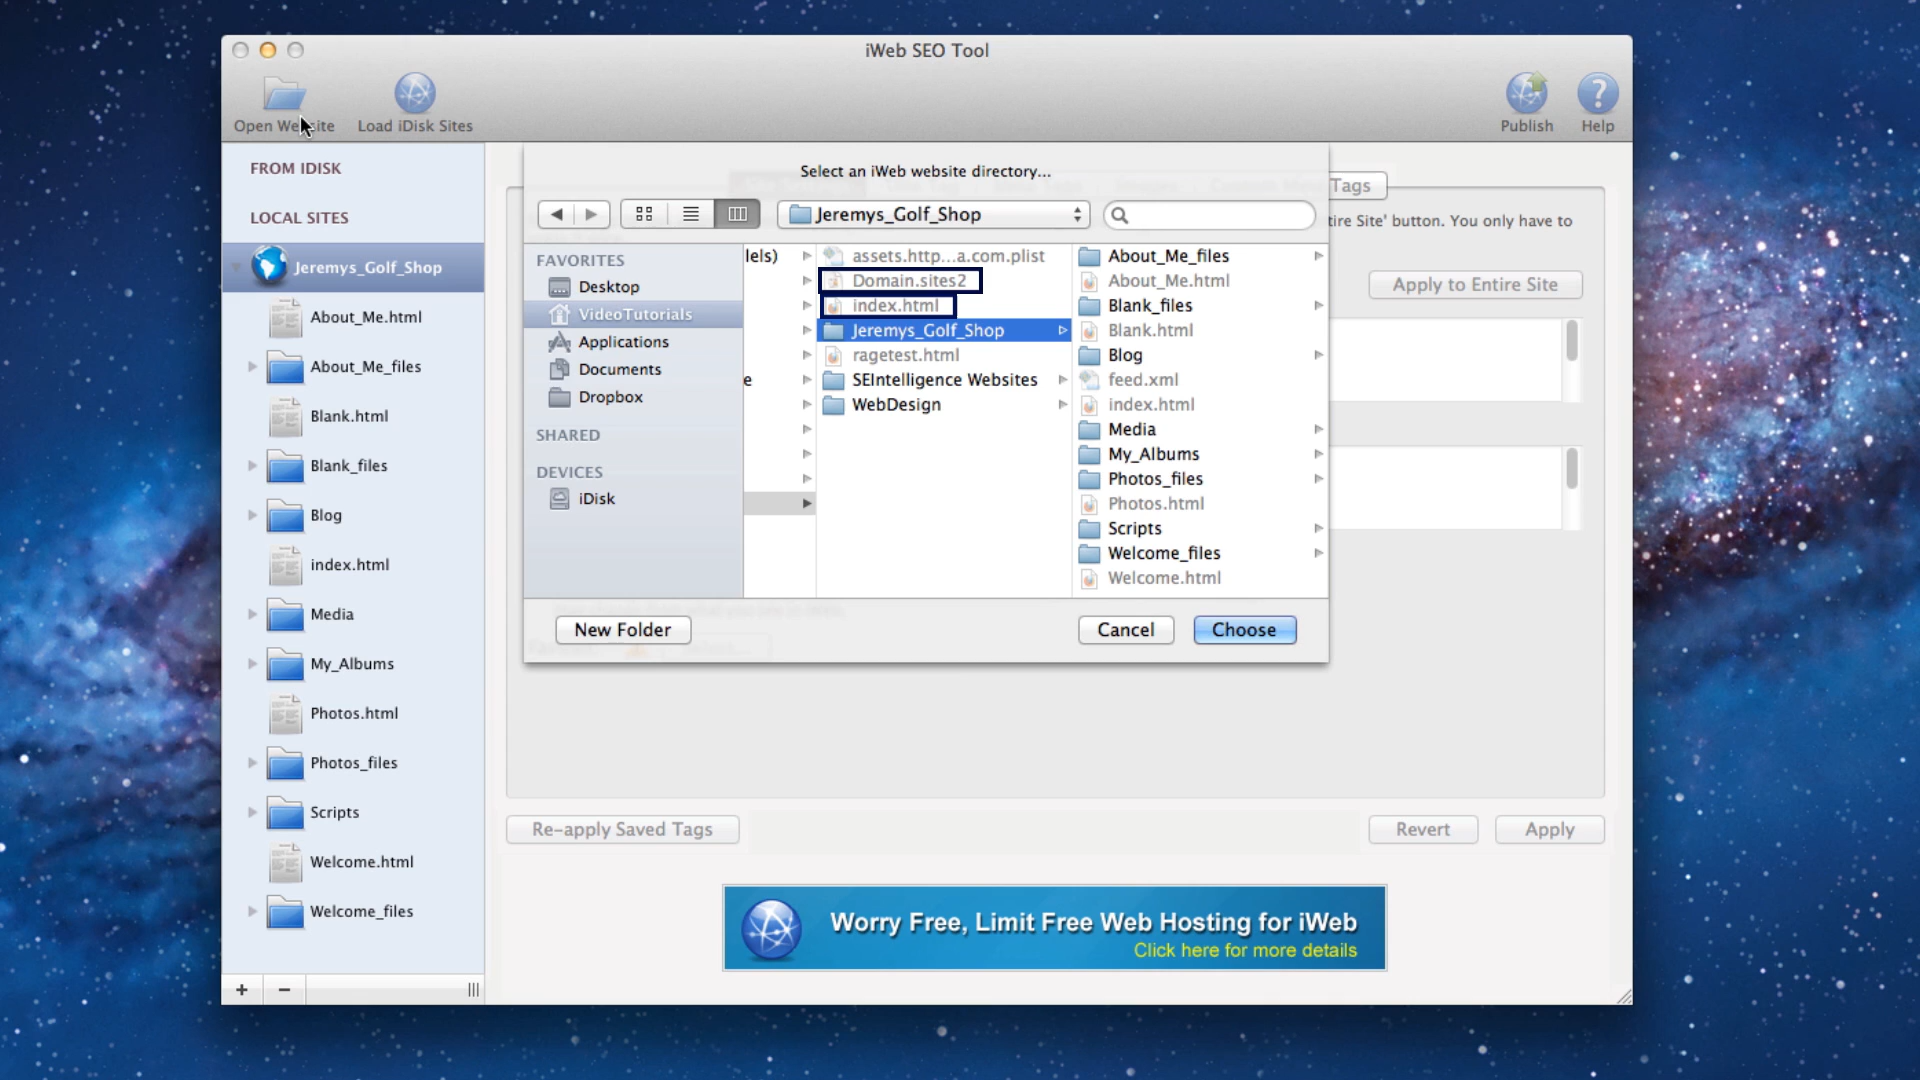 iWeb SEO Tool
Open Website
Load iDisk Sites
Publish
Help
FROM IDISK
LOCAL SITES
Jeremys_Golf_Shop
About_Me.html
About_Me_files
Blank.html
Blank_files
Blog
index.html
Media
My_Albums
Photos.html
Photos_files
Scripts
Welcome.html
Welcome_files
Select an iWeb website directory...
Jeremys_Golf_Shop
FAVORITES
Desktop
VideoTutorials
Applications
Documents
Dropbox
SHARED
DEVICES
iDisk
lels)
e
assets.http...a.com.plist
Domain.sites2
index.html
Jeremys_Golf_Shop
ragetest.html
SEIntelligence Websites
WebDesign
About_Me_files
About_Me.html
Blank_files
Blank.html
Blog
feed.xml
index.html
Media
My_Albums
Photos_files
Photos.html
Scripts
Welcome_files
Welcome.html
New Folder
Cancel
Choose
Tags
tire Site' button. You only have to
Apply to Entire Site
Re-apply Saved Tags
Revert
Apply
Worry Free, Limit Free Web Hosting for iWeb
Click here for more details